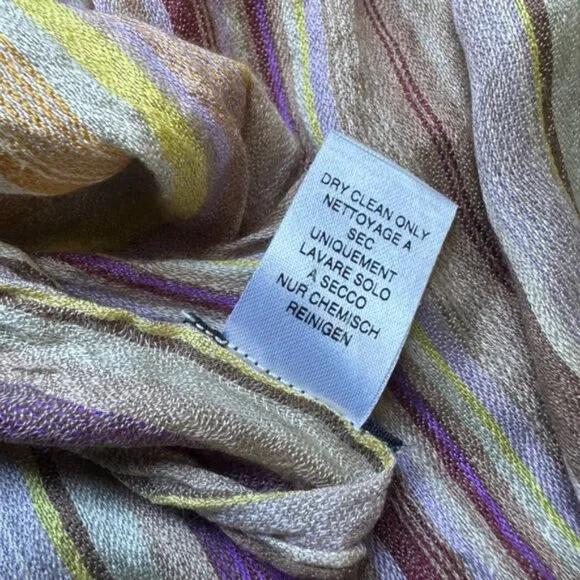 DRY CLEAN ONLY
NETTOYAGE A
SEC
UNIQUEMENT
LAVARE SOLO
A SECCO
NUR CHEMISCH
REINIGEN